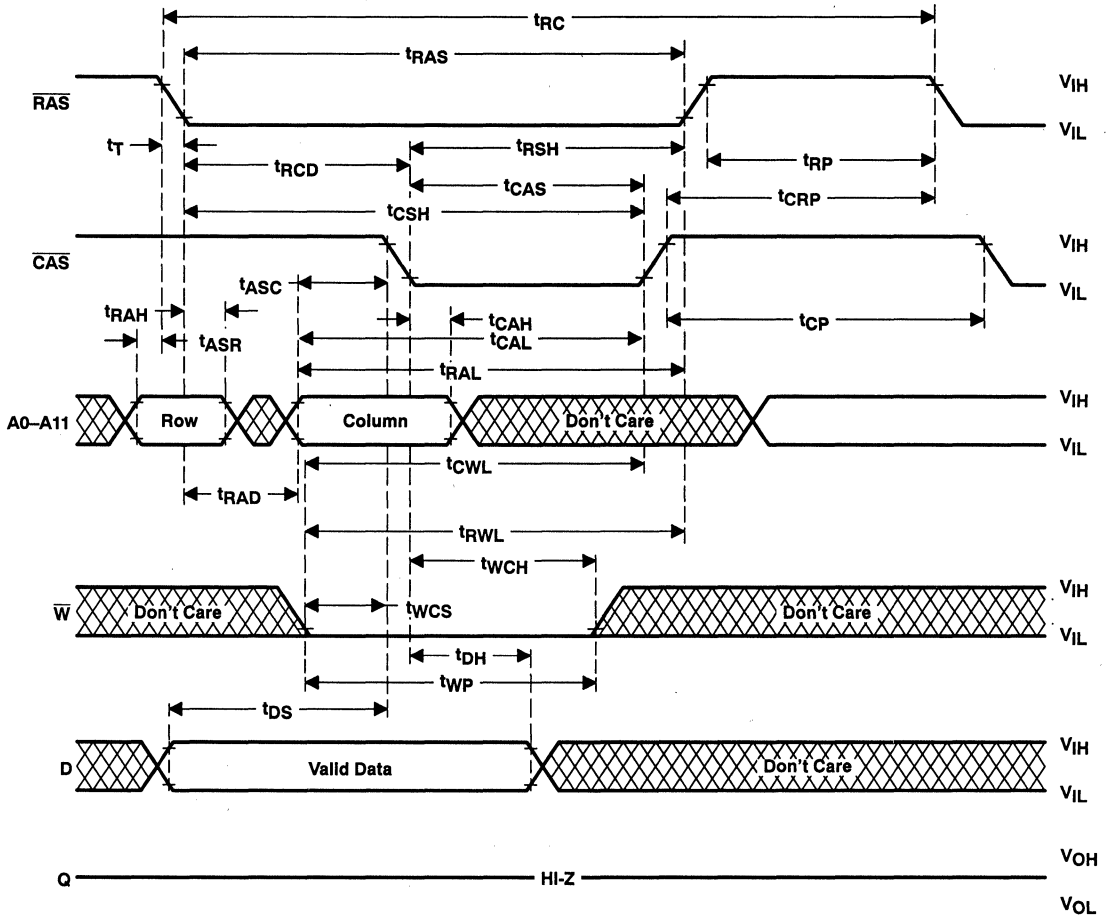 tRC
tRAS
RAS
VIH
VIL
tT
tRCD
tRSH
tRP
tCAS
tCRP
tCSH
CAS
VIH
VIL
tASC
tRAH
tCAH
tCP
tASR
tCAL
tRAL
A0–A11
Row
Column
Don't Care
VIH
VIL
tCWL
tRAD
tRWL
tWCH
W
Don't Care
tWCS
Don't Care
VIH
VIL
tDH
tWP
tDS
D
Valid Data
Don't Care
VIH
VIL
Q
HI-Z
VOH
VOL